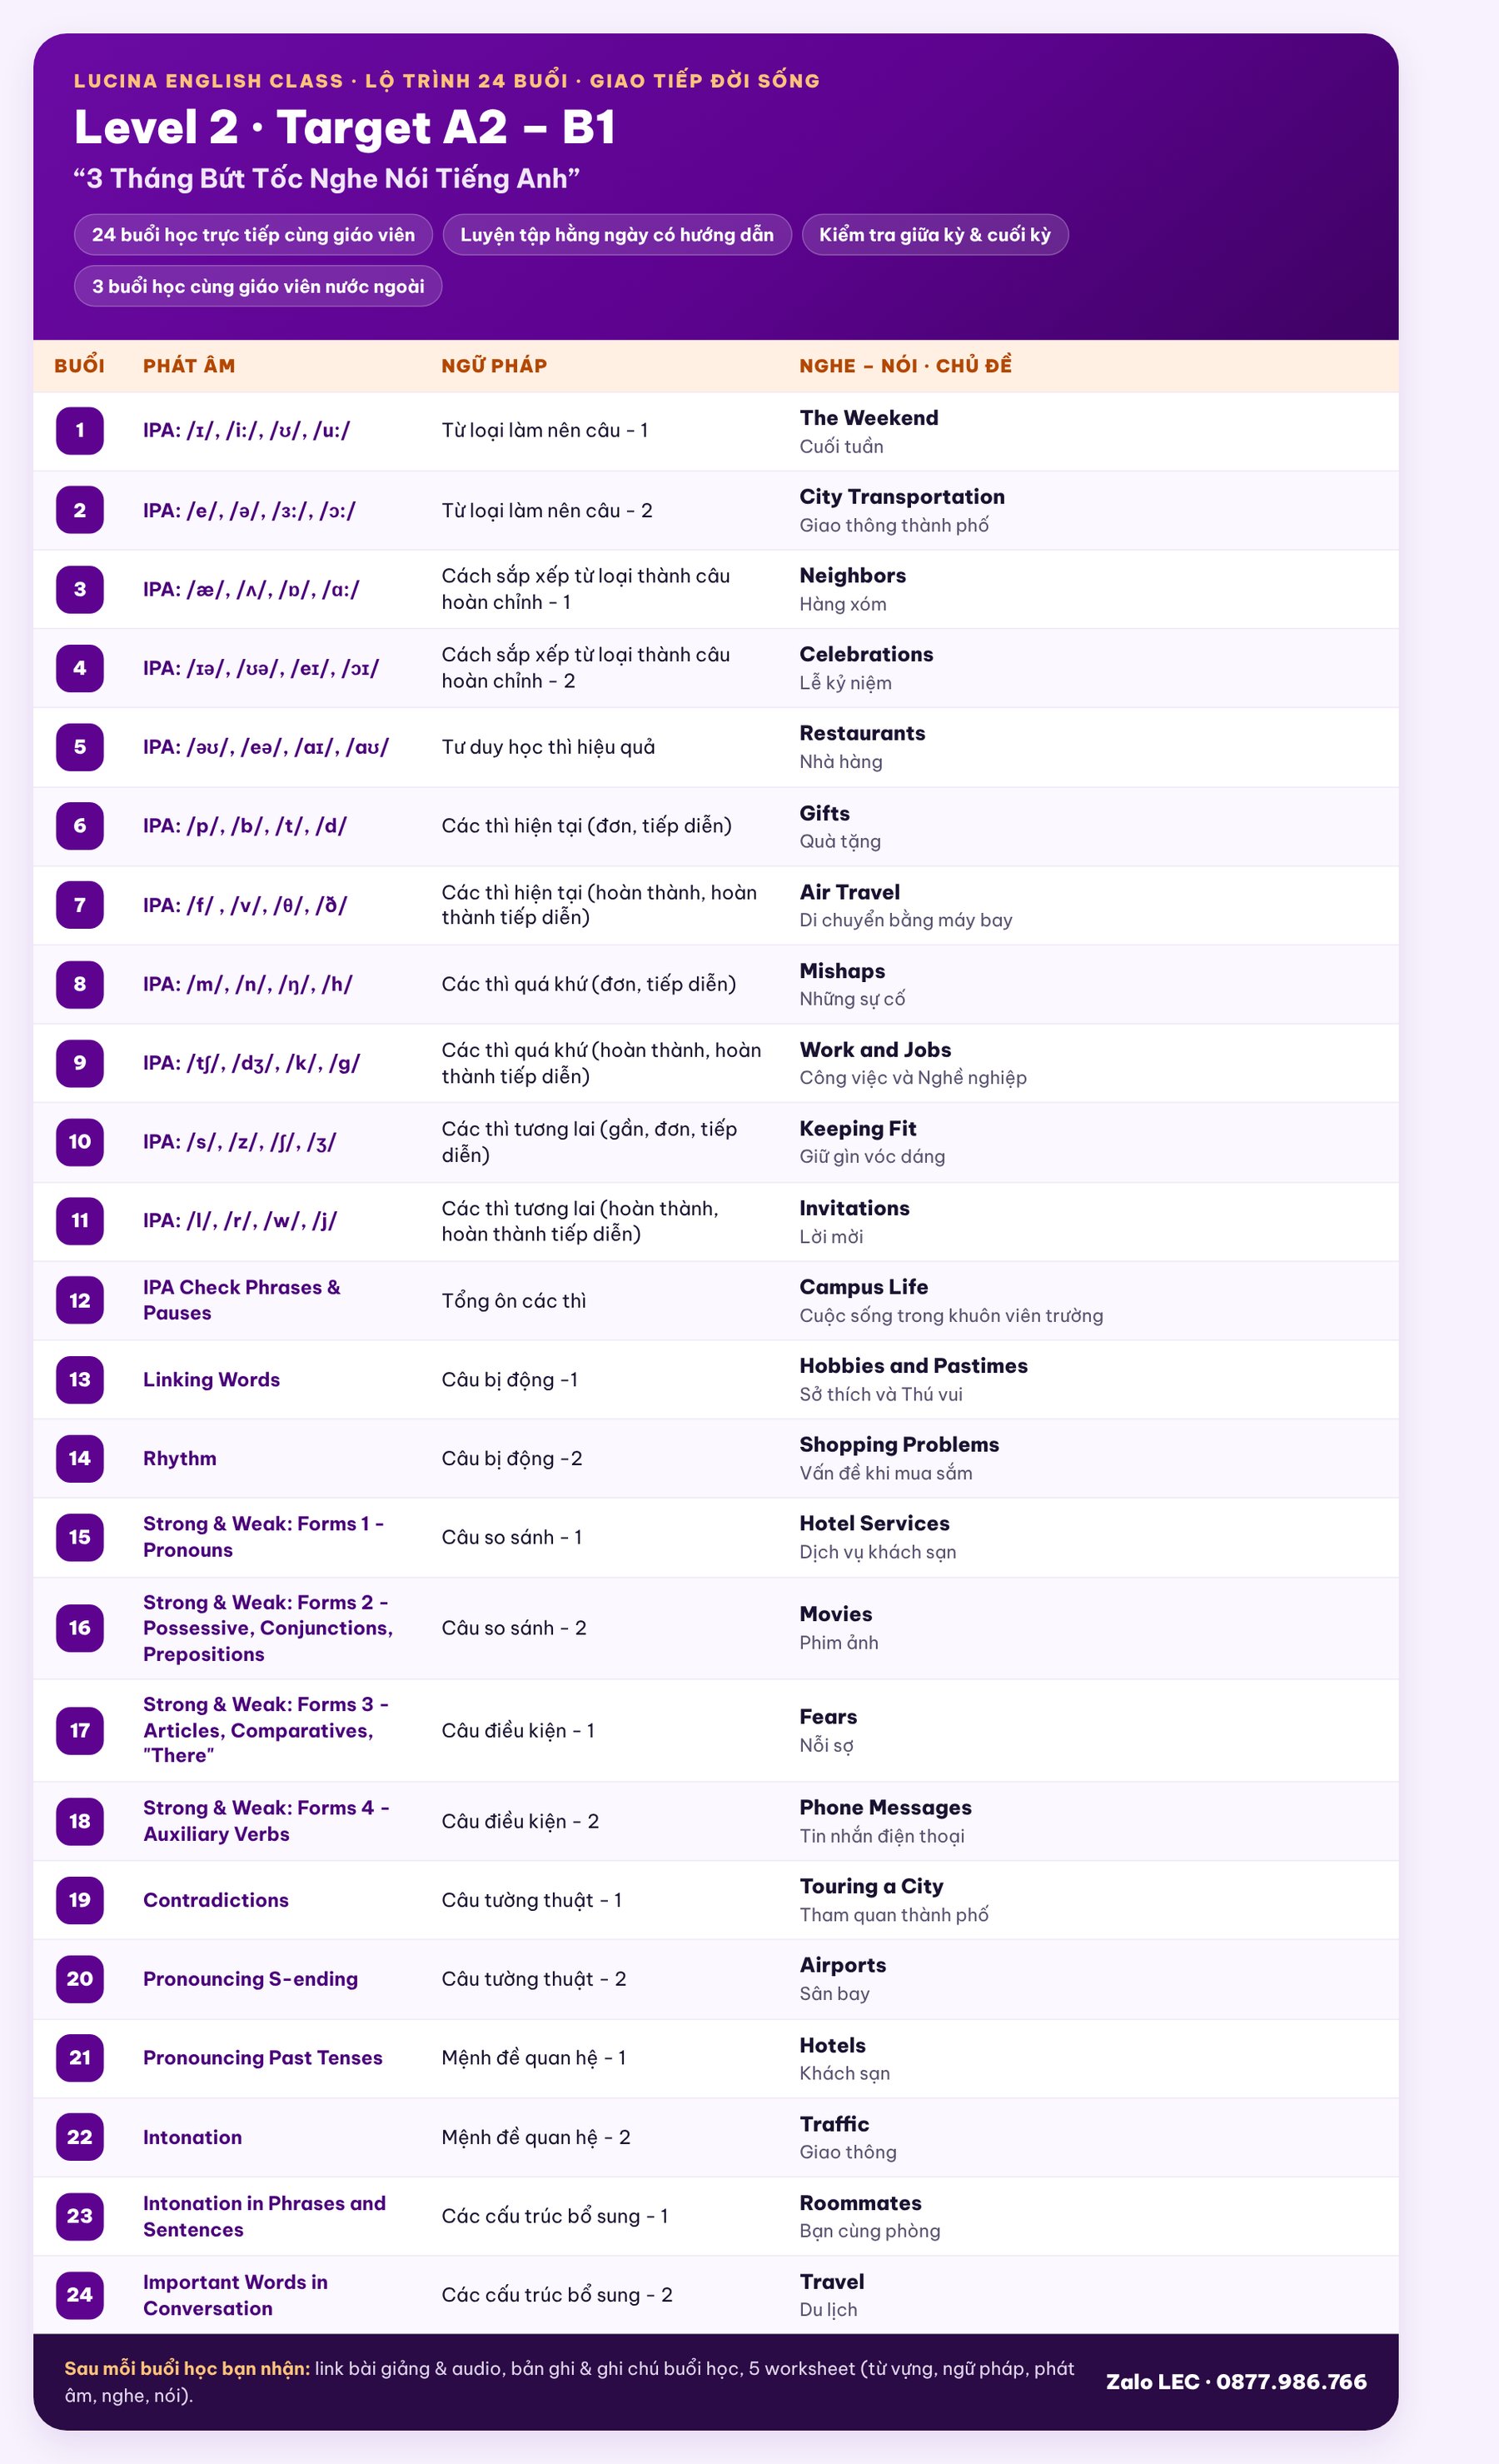 LUCINA ENGLISH CLASS · LỘ TRÌNH 24 BUỔI · GIAO TIẾP ĐỜI SỐNG
Level 2 · Target A2 – B1
“3 Tháng Bứt Tốc Nghe Nói Tiếng Anh”
24 buổi học trực tiếp cùng giáo viên
Luyện tập hằng ngày có hướng dẫn
Kiểm tra giữa kỳ & cuối kỳ
3 buổi học cùng giáo viên nước ngoài
BUỔI PHÁT ÂM NGỮ PHÁP NGHE – NÓI · CHỦ ĐỀ
1
IPA: /ɪ/, /i:/, /ʊ/, /u:/
Từ loại làm nên câu - 1
The Weekend
Cuối tuần
2
IPA: /e/, /ə/, /ɜ:/, /ɔ:/
Từ loại làm nên câu - 2
City Transportation
Giao thông thành phố
3
IPA: /æ/, /ʌ/, /ɒ/, /ɑ:/
Cách sắp xếp từ loại thành câu
hoàn chỉnh - 1
Neighbors
Hàng xóm
4
IPA: /ɪə/, /ʊə/, /eɪ/, /ɔɪ/
Cách sắp xếp từ loại thành câu
hoàn chỉnh - 2
Celebrations
Lễ kỷ niệm
5
IPA: /əʊ/, /eə/, /aɪ/, /aʊ/
Tư duy học thì hiệu quả
Restaurants
Nhà hàng
6
IPA: /p/, /b/, /t/, /d/
Các thì hiện tại (đơn, tiếp diễn)
Gifts
Quà tặng
7
IPA: /f/ , /v/, /θ/, /ð/
Các thì hiện tại (hoàn thành, hoàn
thành tiếp diễn)
Air Travel
Di chuyển bằng máy bay
8
IPA: /m/, /n/, /ŋ/, /h/
Các thì quá khứ (đơn, tiếp diễn)
Mishaps
Những sự cố
9
IPA: /tʃ/, /dʒ/, /k/, /g/
Các thì quá khứ (hoàn thành, hoàn
thành tiếp diễn)
Work and Jobs
Công việc và Nghề nghiệp
10
IPA: /s/, /z/, /ʃ/, /ʒ/
Các thì tương lai (gần, đơn, tiếp
diễn)
Keeping Fit
Giữ gìn vóc dáng
11
IPA: /l/, /r/, /w/, /j/
Các thì tương lai (hoàn thành,
hoàn thành tiếp diễn)
Invitations
Lời mời
12
IPA Check Phrases &
Pauses
Tổng ôn các thì
Campus Life
Cuộc sống trong khuôn viên trường
13
Linking Words
Câu bị động -1
Hobbies and Pastimes
Sở thích và Thú vui
14
Rhythm
Câu bị động -2
Shopping Problems
Vấn đề khi mua sắm
15
Strong & Weak: Forms 1 -
Pronouns
Câu so sánh - 1
Hotel Services
Dịch vụ khách sạn
16
Strong & Weak: Forms 2 -
Possessive, Conjunctions,
Prepositions
Câu so sánh - 2
Movies
Phim ảnh
17
Strong & Weak: Forms 3 -
Articles, Comparatives,
"There"
Câu điều kiện - 1
Fears
Nỗi sợ
18
Strong & Weak: Forms 4 -
Auxiliary Verbs
Câu điều kiện - 2
Phone Messages
Tin nhắn điện thoại
19
Contradictions
Câu tường thuật - 1
Touring a City
Tham quan thành phố
20
Pronouncing S-ending
Câu tường thuật - 2
Airports
Sân bay
21
Pronouncing Past Tenses
Mệnh đề quan hệ - 1
Hotels
Khách sạn
22
Intonation
Mệnh đề quan hệ - 2
Traffic
Giao thông
23
Intonation in Phrases and
Sentences
Các cấu trúc bổ sung - 1
Roommates
Bạn cùng phòng
24
Important Words in
Conversation
Các cấu trúc bổ sung - 2
Travel
Du lịch
Sau mỗi buổi học bạn nhận: link bài giảng & audio, bản ghi & ghi chú buổi học, 5 worksheet (từ vựng, ngữ pháp, phát
âm, nghe, nói).
Zalo LEC · 0877.986.766